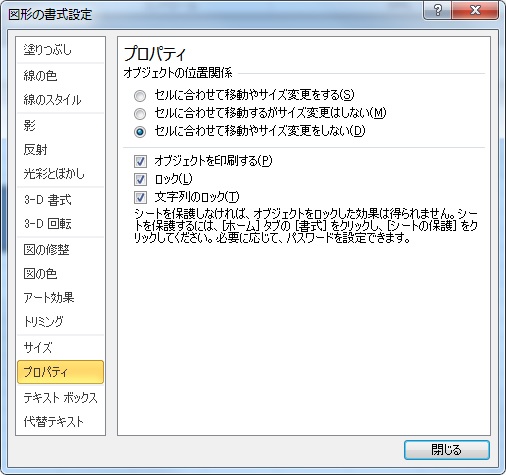 図形の書式設定
塗りつぶし
線の色
線のスタイル
影
反射
光彩とぼかし
3-D 書式
3-D 回転
図の修整
図の色
アート効果
トリミング
サイズ
プロパティ
テキスト ボックス
代替テキスト
プロパティ
オブジェクトの位置関係
セルに合わせて移動やサイズ変更をする(S)
セルに合わせて移動するがサイズ変更はしない(M)
セルに合わせて移動やサイズ変更をしない(D)
オブジェクトを印刷する(P)
ロック(L)
文字列のロック(T)
シートを保護しなければ、オブジェクトをロックした効果は得られません。シー
トを保護するには、[ホーム] タブの [書式] をクリックし、[シートの保護] をク
リックしてください。必要に応じて、パスワードを設定できます。
閉じる